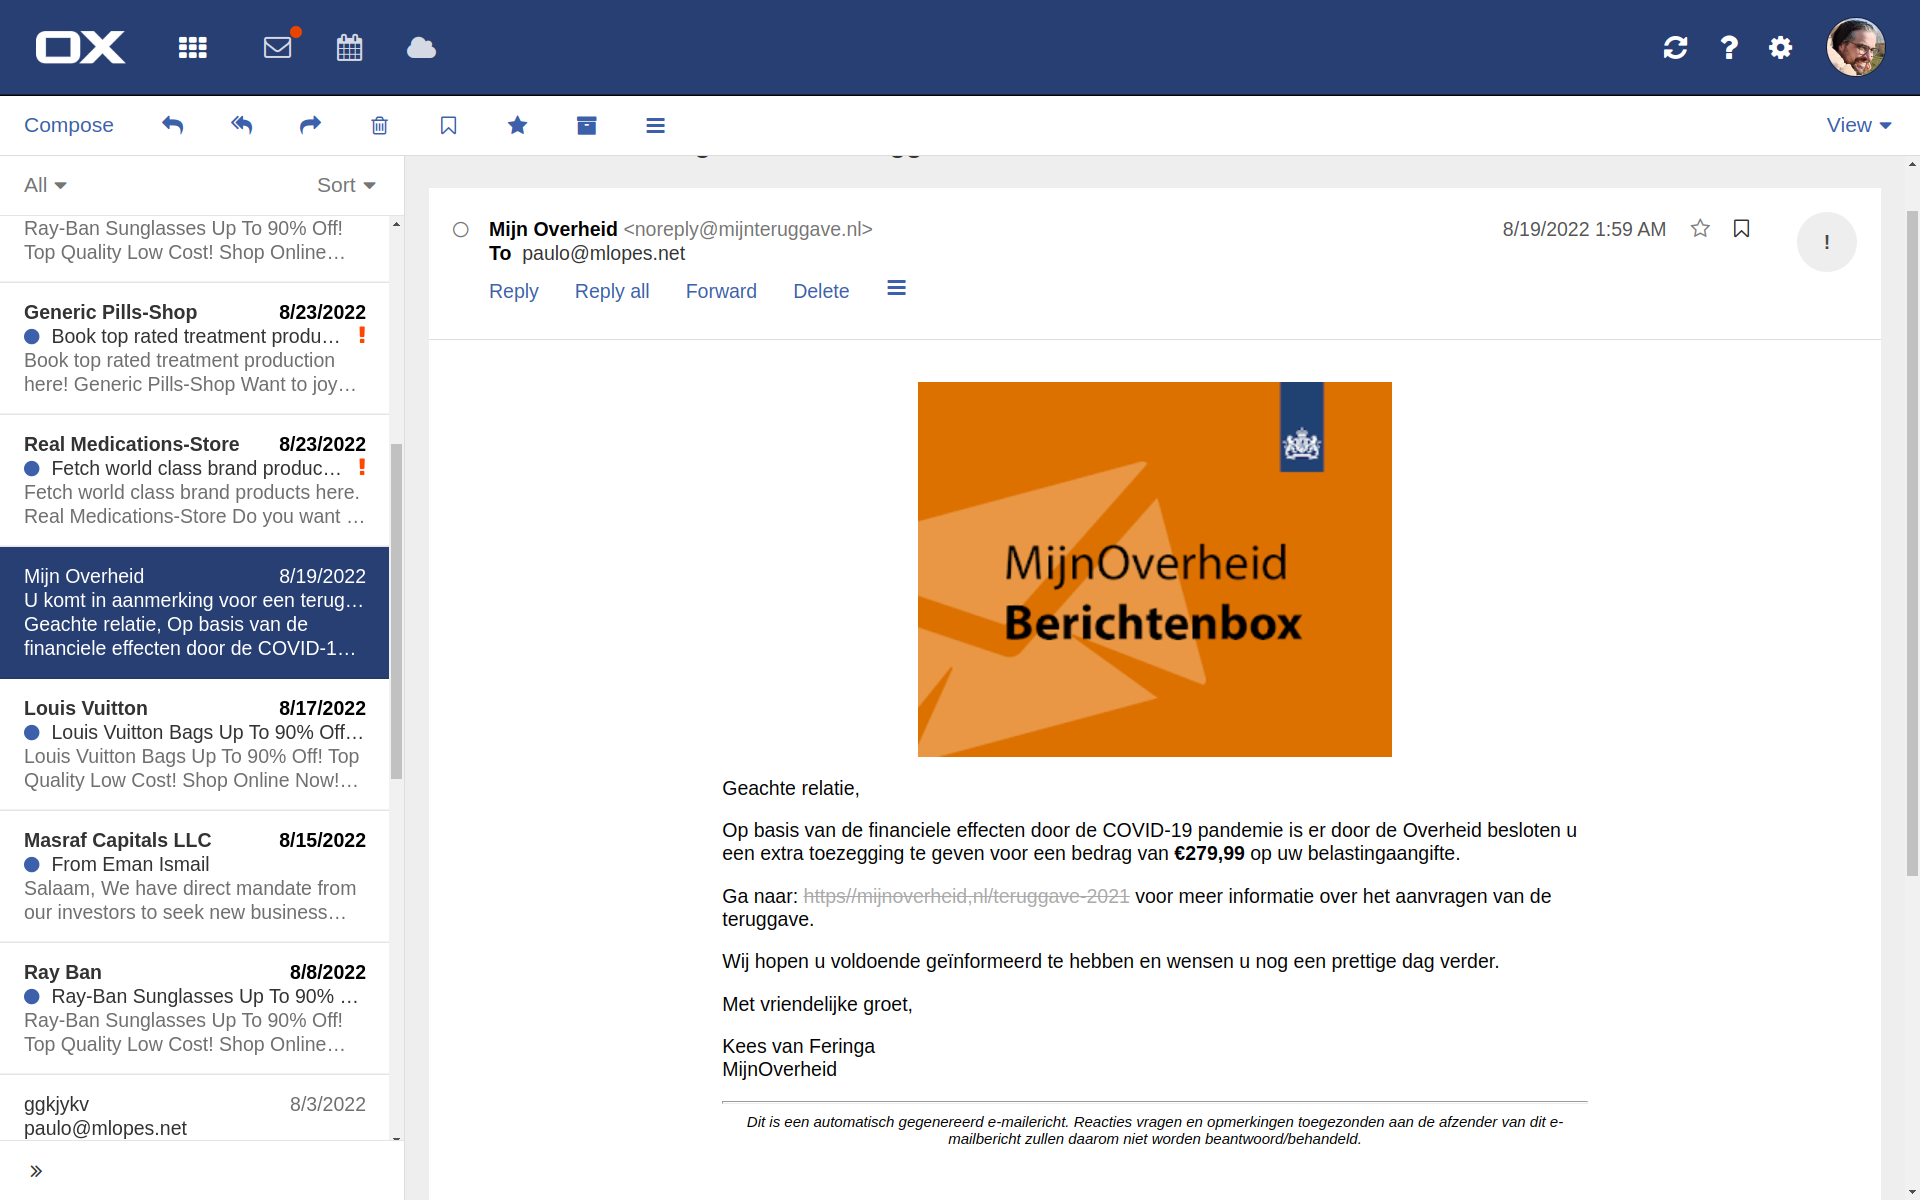 OX
Compose
View
All
Sort
Ray-Ban Sunglasses Up To 90% Off!
Top Quality Low Cost! Shop Online…
Generic Pills-Shop 8/23/2022
Book top rated treatment produ…
Book top rated treatment production
here! Generic Pills-Shop Want to joy…
Real Medications-Store 8/23/2022
Fetch world class brand produc…
Fetch world class brand products here.
Real Medications-Store Do you want …
Mijn Overheid 8/19/2022
U komt in aanmerking voor een terug…
Geachte relatie, Op basis van de
financiele effecten door de COVID-1…
Louis Vuitton 8/17/2022
Louis Vuitton Bags Up To 90% Off…
Louis Vuitton Bags Up To 90% Off! Top
Quality Low Cost! Shop Online Now!…
Masraf Capitals LLC 8/15/2022
From Eman Ismail
Salaam, We have direct mandate from
our investors to seek new business…
Ray Ban 8/8/2022
Ray-Ban Sunglasses Up To 90% …
Ray-Ban Sunglasses Up To 90% Off!
Top Quality Low Cost! Shop Online…
ggkjykv 8/3/2022
paulo@mlopes.net
Mijn Overheid <noreply@mijnteruggave.nl> 8/19/2022 1:59 AM !
To paulo@mlopes.net
Reply Reply all Forward Delete
MijnOverheid
Berichtenbox
Geachte relatie,
Op basis van de financiele effecten door de COVID-19 pandemie is er door de Overheid besloten u
een extra toezegging te geven voor een bedrag van €279,99 op uw belastingaangifte.
Ga naar: https//mijnoverheid,nl/teruggave-2021 voor meer informatie over het aanvragen van de
teruggave.
Wij hopen u voldoende geïnformeerd te hebben en wensen u nog een prettige dag verder.
Met vriendelijke groet,
Kees van Feringa
MijnOverheid
Dit is een automatisch gegenereerd e-mailericht. Reacties vragen en opmerkingen toegezonden aan de afzender van dit e-
mailbericht zullen daarom niet worden beantwoord/behandeld.